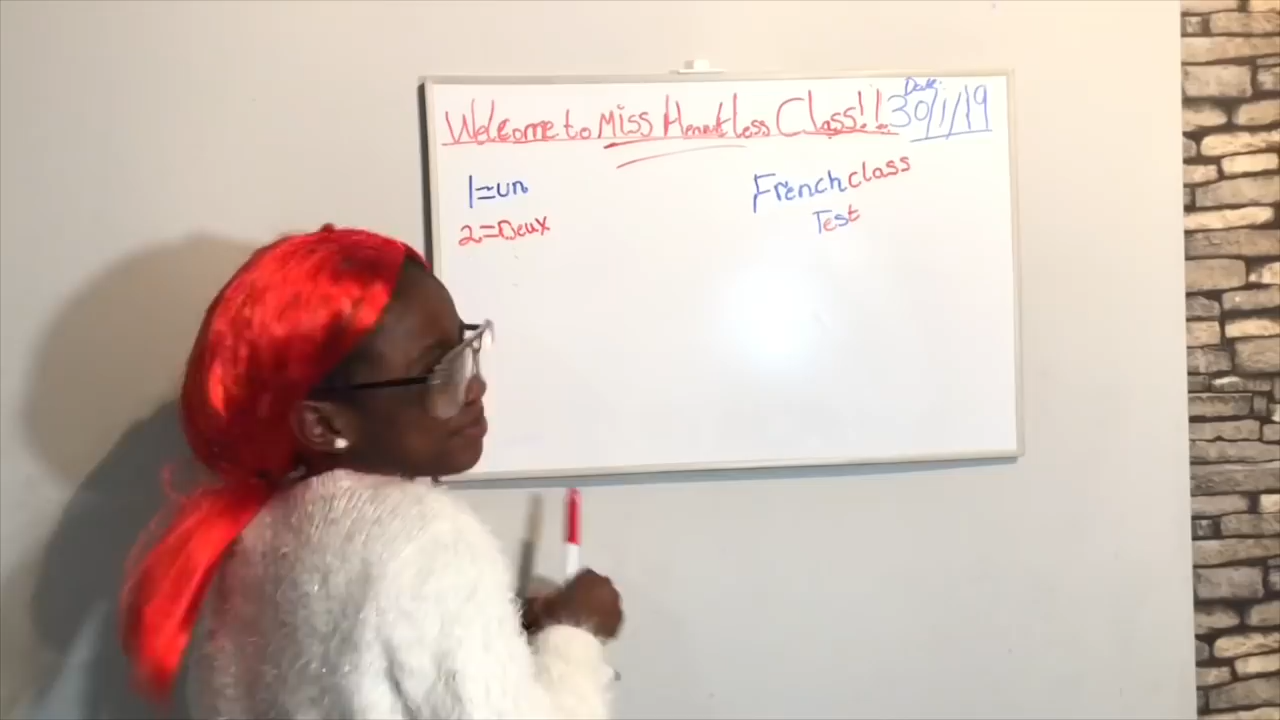 Welcome to Miss Heartless Class!!
Date:
30/1/19
1=un
2=Deux
French class
Test